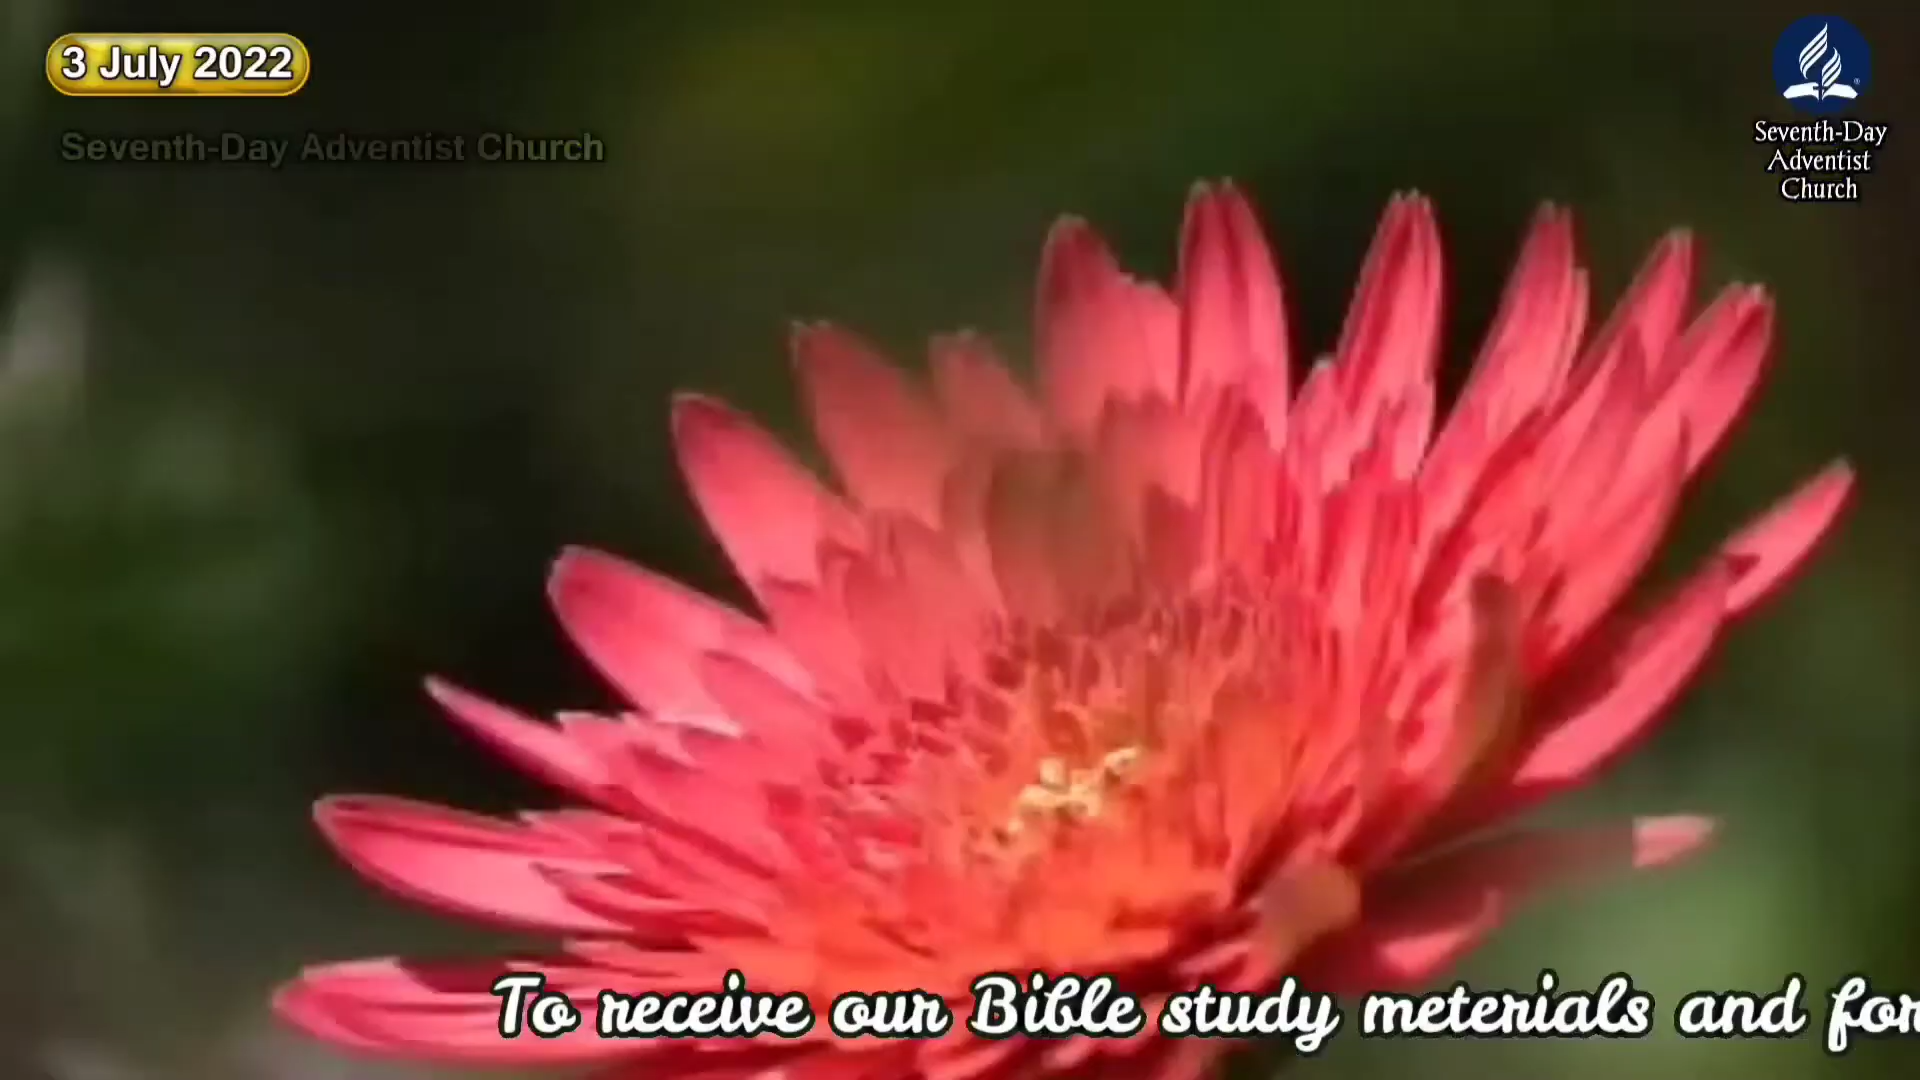 3 July 2022
Seventh-Day Adventist Church
Seventh-Day
Adventist
Church
To receive our Bible study meterials and for